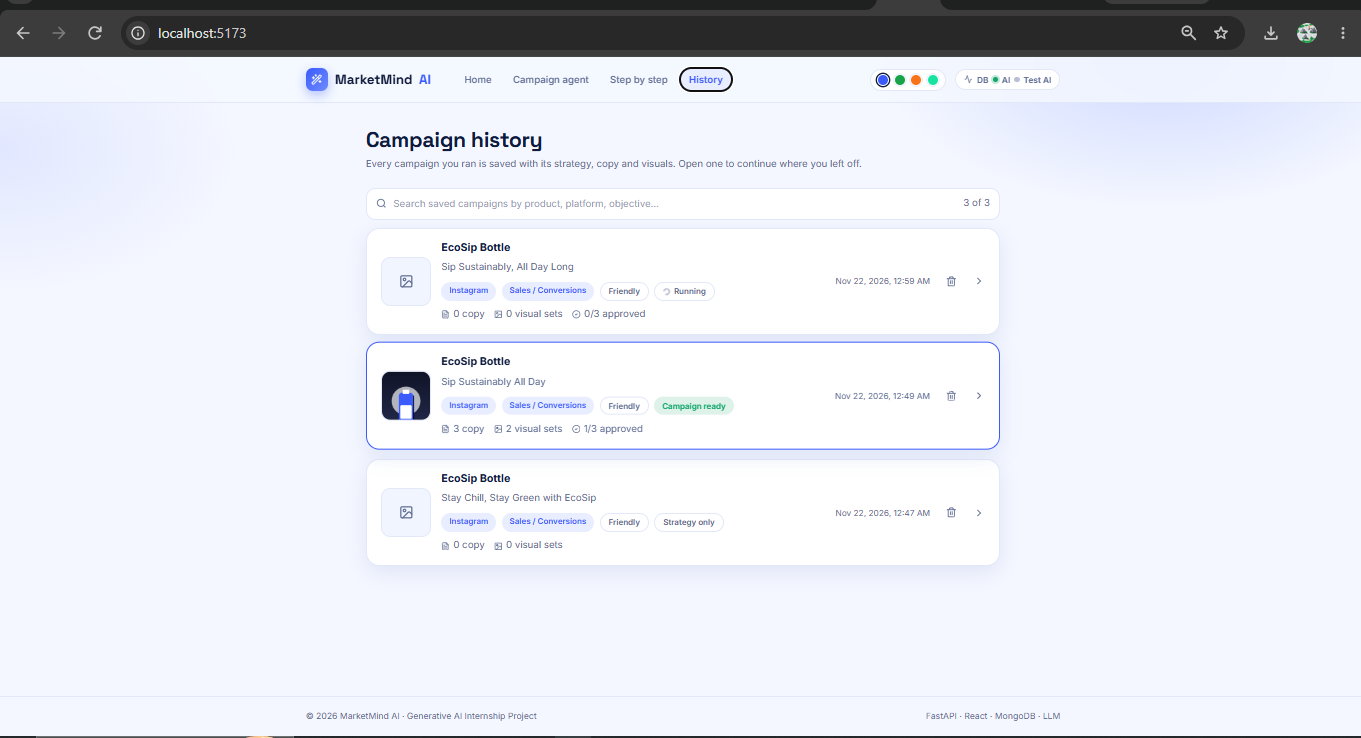 localhost:5173
MarketMind AI Home Campaign agent Step by step History DB AI Test AI
Campaign history
Every campaign you ran is saved with its strategy, copy and visuals. Open one to continue where you left off.
Search saved campaigns by product, platform, objective... 3 of 3
EcoSip Bottle
Sip Sustainably, All Day Long
Instagram Sales / Conversions Friendly Running
0 copy 0 visual sets 0/3 approved
Nov 22, 2026, 12:59 AM
EcoSip Bottle
Sip Sustainably All Day
Instagram Sales / Conversions Friendly Campaign ready
3 copy 2 visual sets 1/3 approved
Nov 22, 2026, 12:49 AM
EcoSip Bottle
Stay Chill, Stay Green with EcoSip
Instagram Sales / Conversions Friendly Strategy only
0 copy 0 visual sets
Nov 22, 2026, 12:47 AM
© 2026 MarketMind AI · Generative AI Internship Project FastAPI · React · MongoDB · LLM